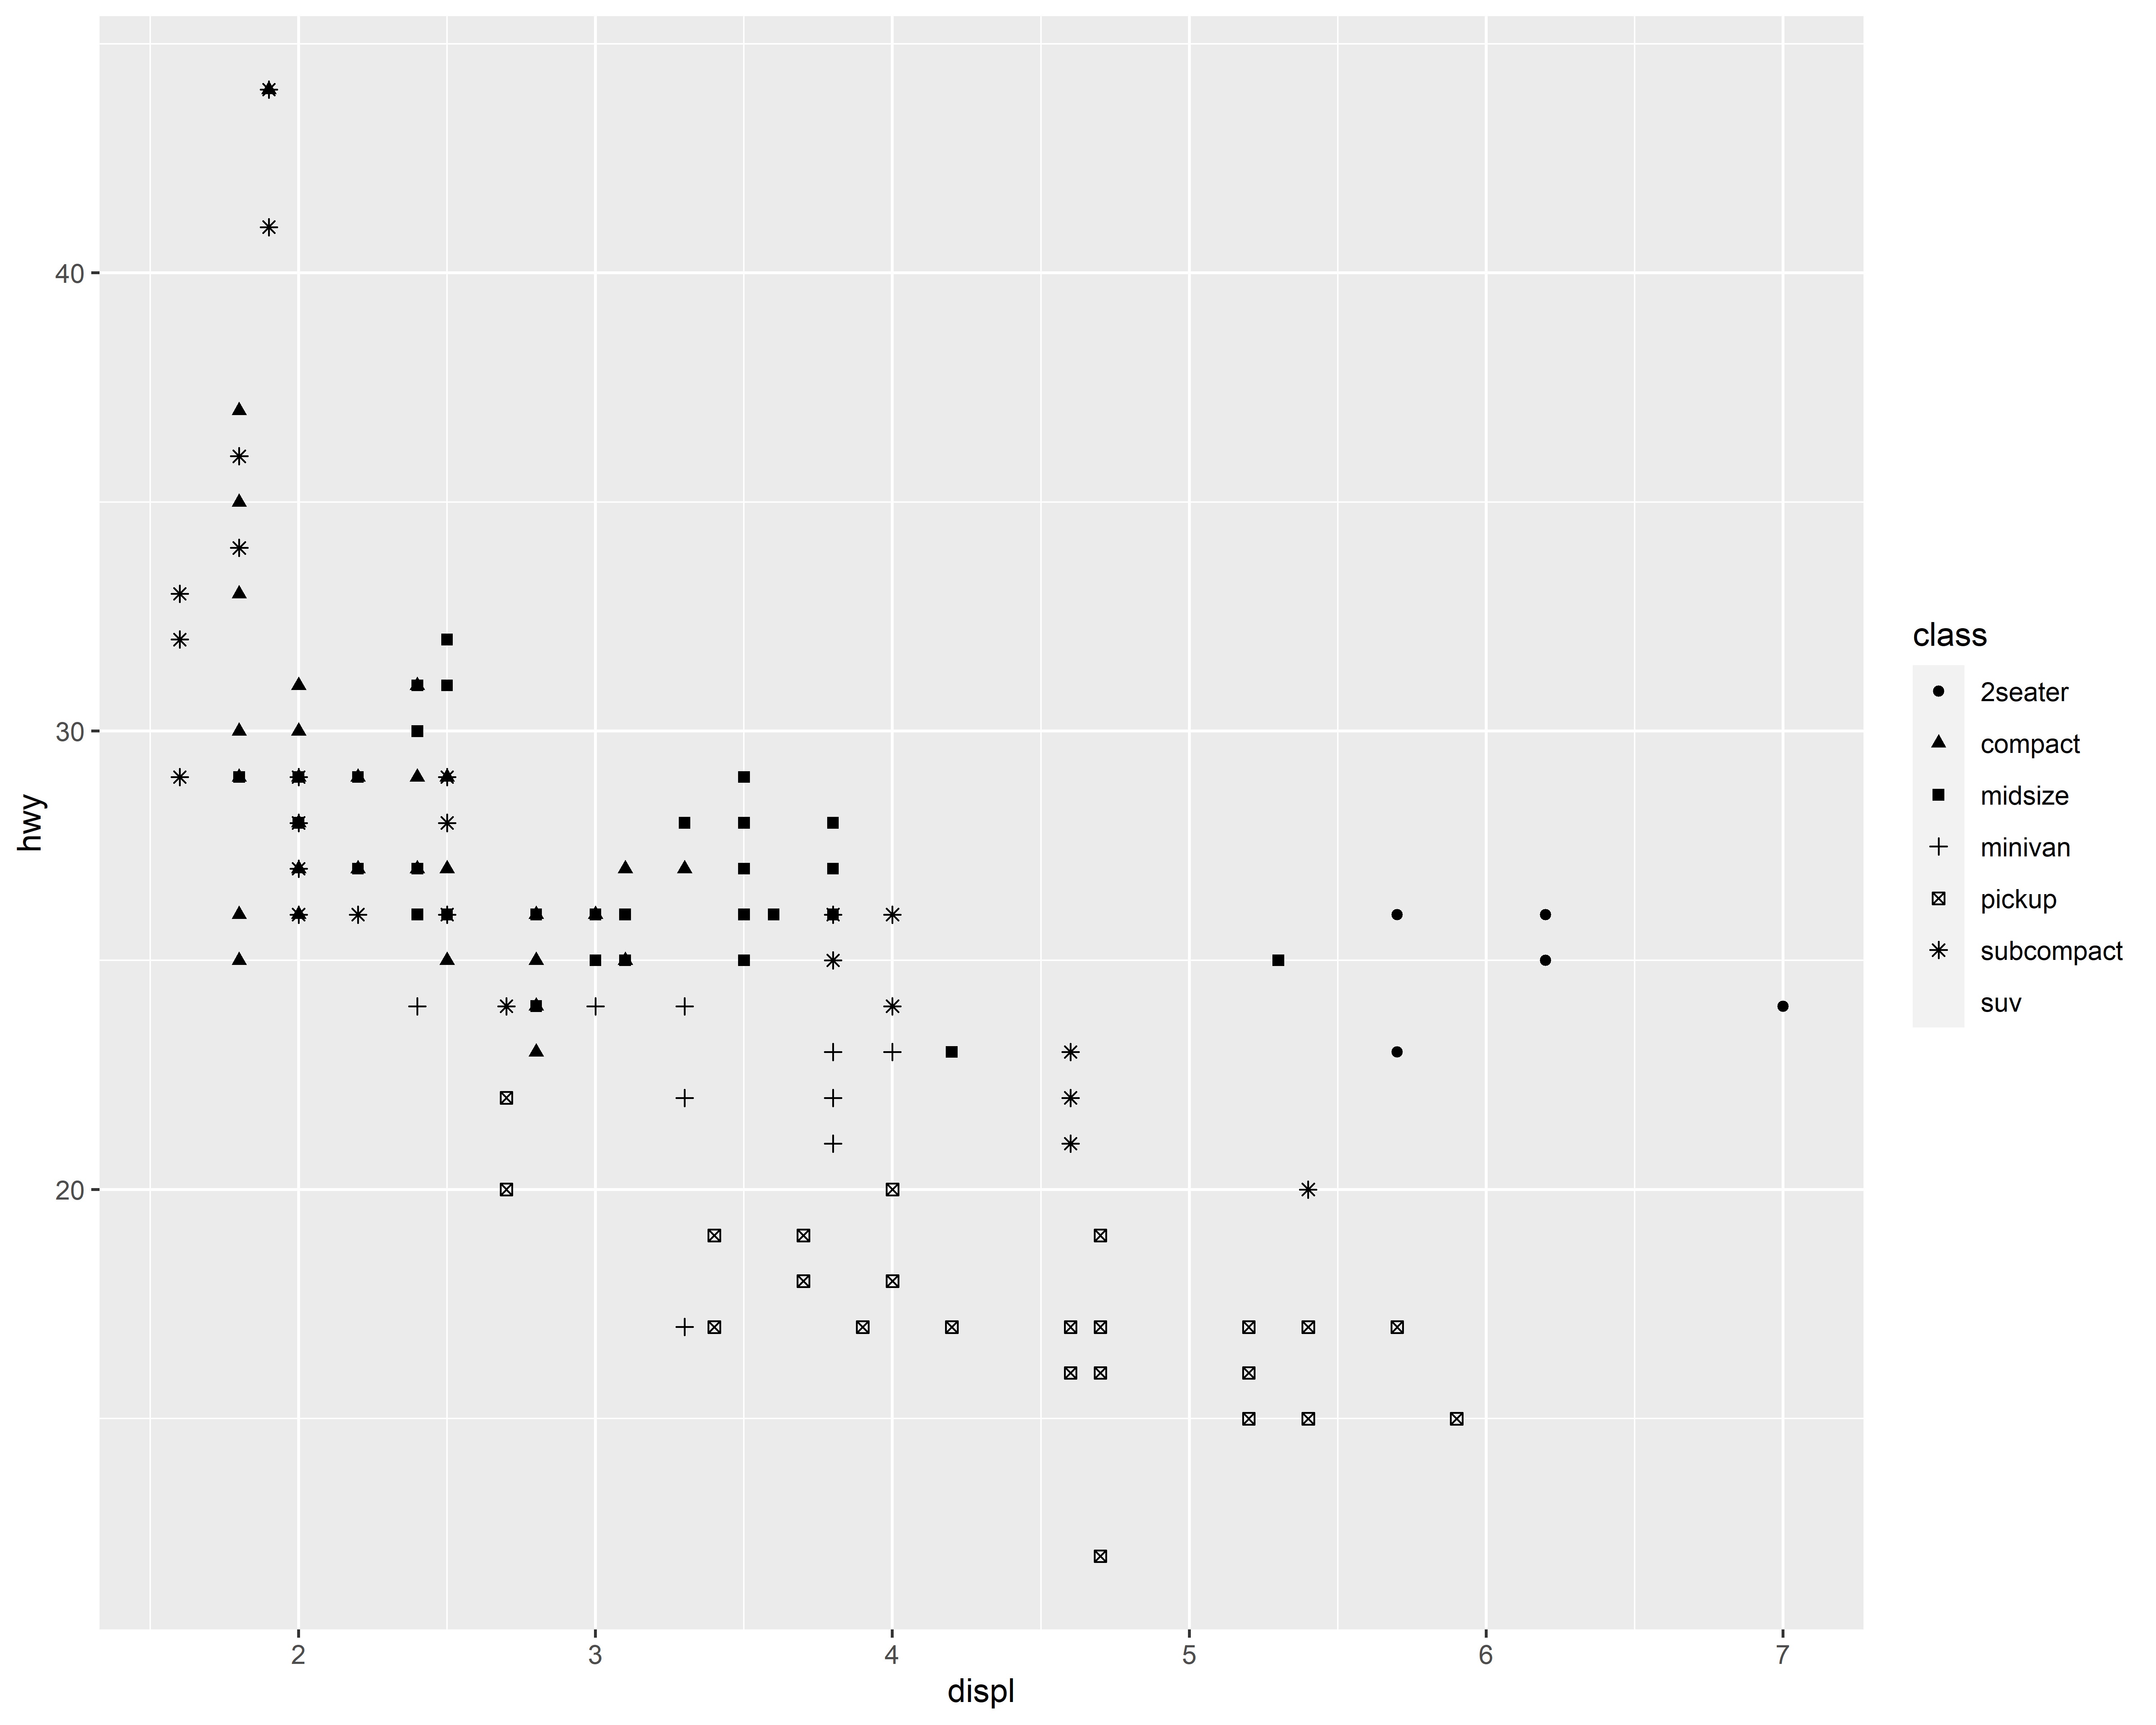 hwy
40
30
20
2
3
4
5
6
7
displ
class
2seater
compact
midsize
minivan
pickup
subcompact
suv